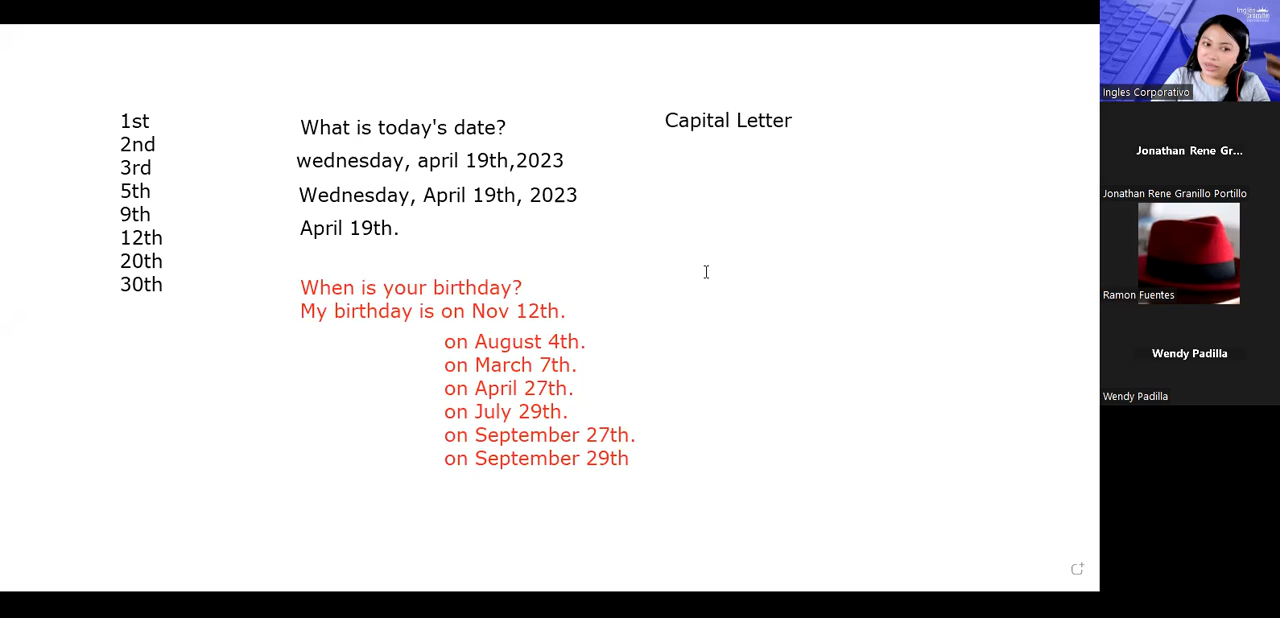 1st
2nd
3rd
5th
9th
12th
20th
30th
What is today's date?
wednesday, april 19th,2023
Wednesday, April 19th, 2023
April 19th.
When is your birthday?
My birthday is on Nov 12th.
on August 4th.
on March 7th.
on April 27th.
on July 29th.
on September 27th.
on September 29th
Capital Letter
Ingles
Ingles Corporativo
Jonathan Rene Gr...
Jonathan Rene Granillo Portillo
Ramon Fuentes
Wendy Padilla
Wendy Padilla